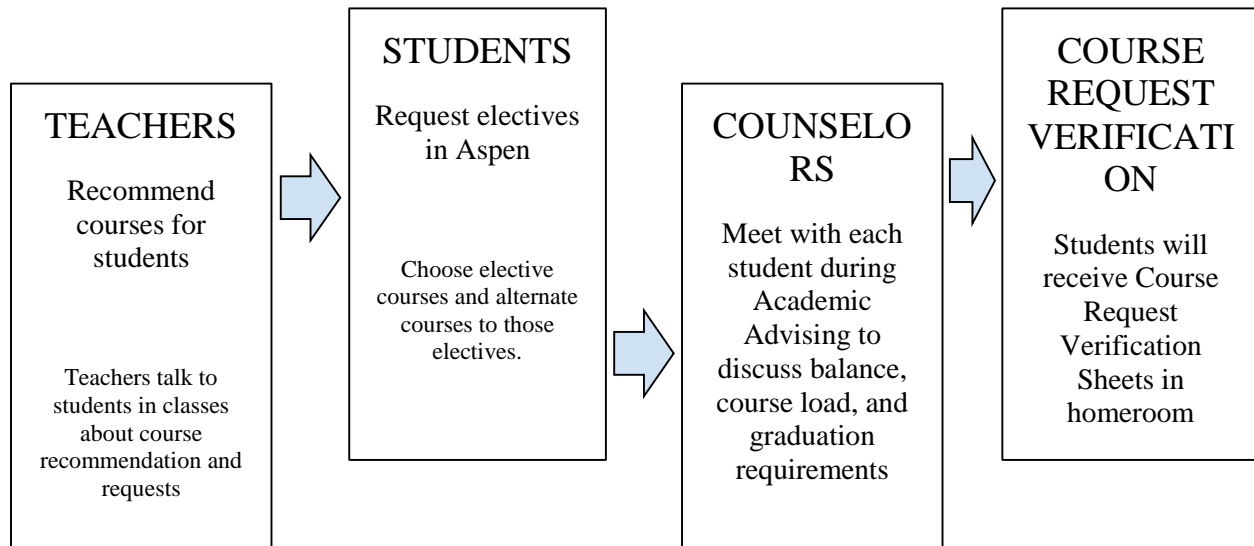 TEACHERS
Recommend
courses for
students
Teachers talk to
students in classes
about course
recommendation and
requests
STUDENTS
Request electives
in Aspen
Choose elective
courses and alternate
courses to those
electives.
COUNSELO
RS
Meet with each
student during
Academic
Advising to
discuss balance,
course load, and
graduation
requirements
COURSE
REQUEST
VERIFICATI
ON
Students will
receive Course
Request
Verification
Sheets in
homeroom